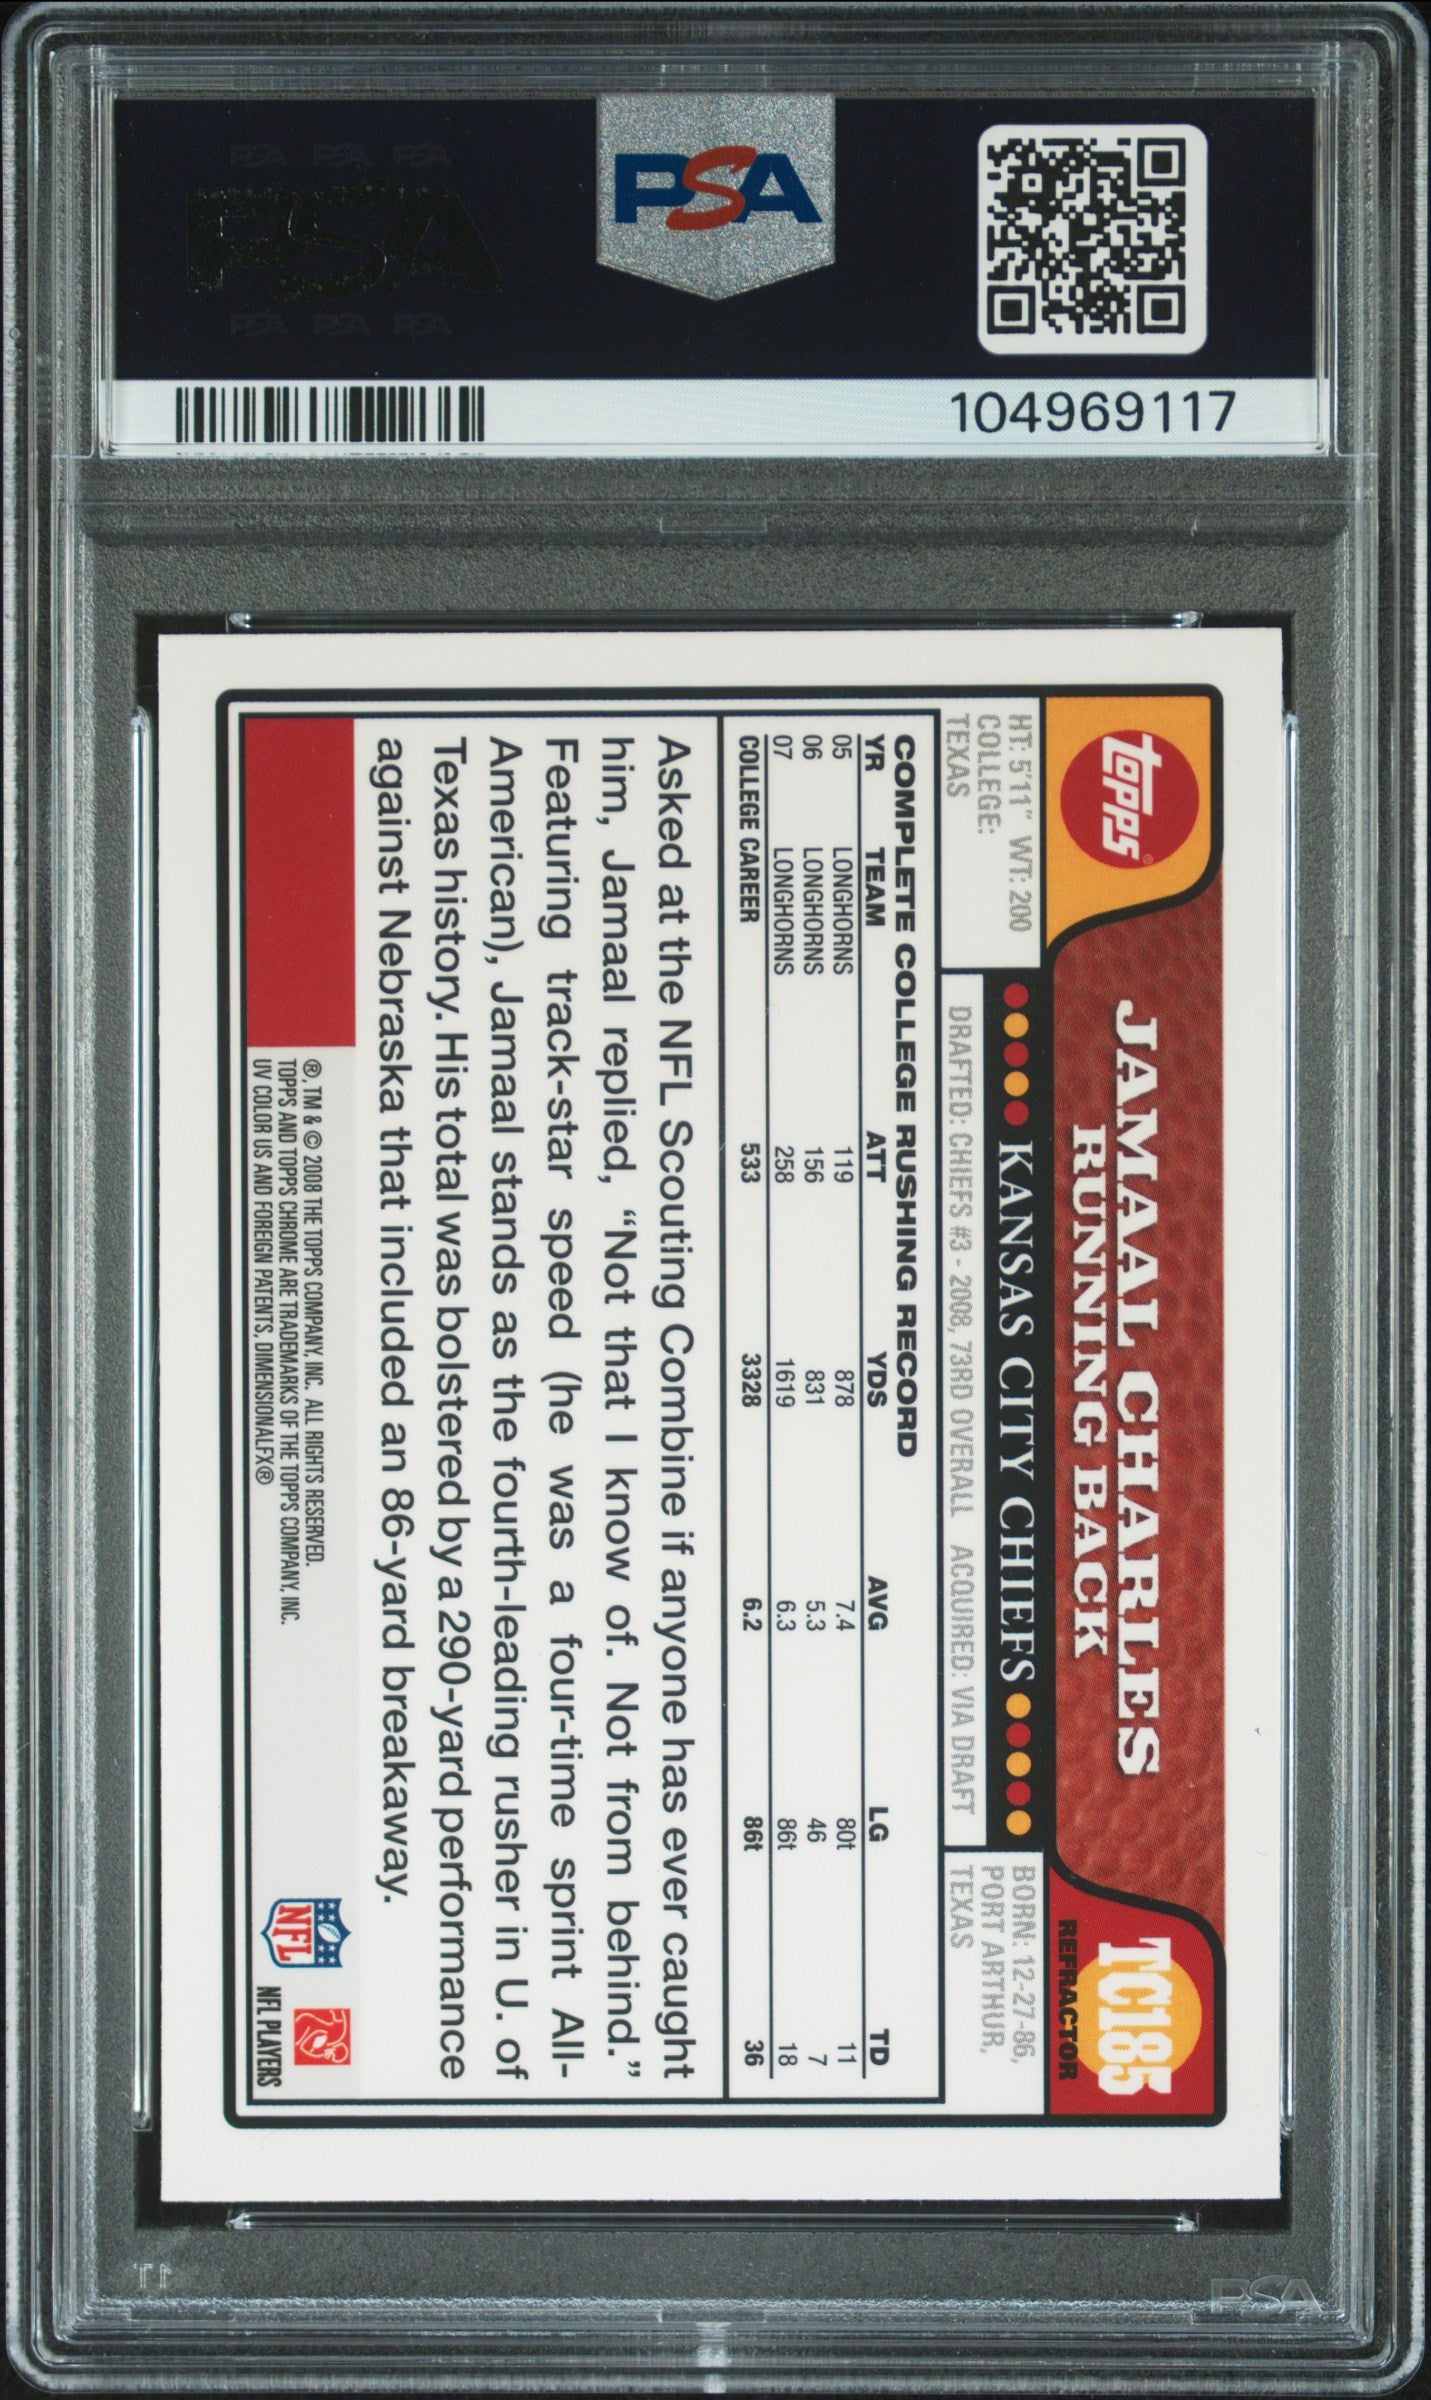 PSA PSA PSA
PSA
PSA PSA PSA
PSA
104969117
topps®
JAMAAL CHARLES
RUNNING BACK
TC185
REFRACTOR
KANSAS CITY CHIEFS
HT: 5'11" WT: 200
COLLEGE:
TEXAS
DRAFTED: CHIEFS #3 - 2008, 73RD OVERALL ACQUIRED: VIA DRAFT
BORN: 12-27-86,
PORT ARTHUR,
TEXAS
COMPLETE COLLEGE RUSHING RECORD
YR TEAM ATT YDS AVG LG TD
05 LONGHORNS 119 878 7.4 80t 11
06 LONGHORNS 156 831 5.3 46 7
07 LONGHORNS 258 1619 6.3 86t 18
COLLEGE CAREER 533 3328 6.2 86t 36
Asked at the NFL Scouting Combine if anyone has ever caught
him, Jamaal replied, “Not that I know of. Not from behind.”
Featuring track-star speed (he was a four-time sprint All-
American), Jamaal stands as the fourth-leading rusher in U. of
Texas history. His total was bolstered by a 290-yard performance
against Nebraska that included an 86-yard breakaway.
®, TM & © 2008 THE TOPPS COMPANY, INC. ALL RIGHTS RESERVED.
TOPPS AND TOPPS CHROME ARE TRADEMARKS OF THE TOPPS COMPANY, INC.
UV COLOR US AND FOREIGN PATENTS, DIMENSIONALFX®
NFL
NFL PLAYERS
PSA